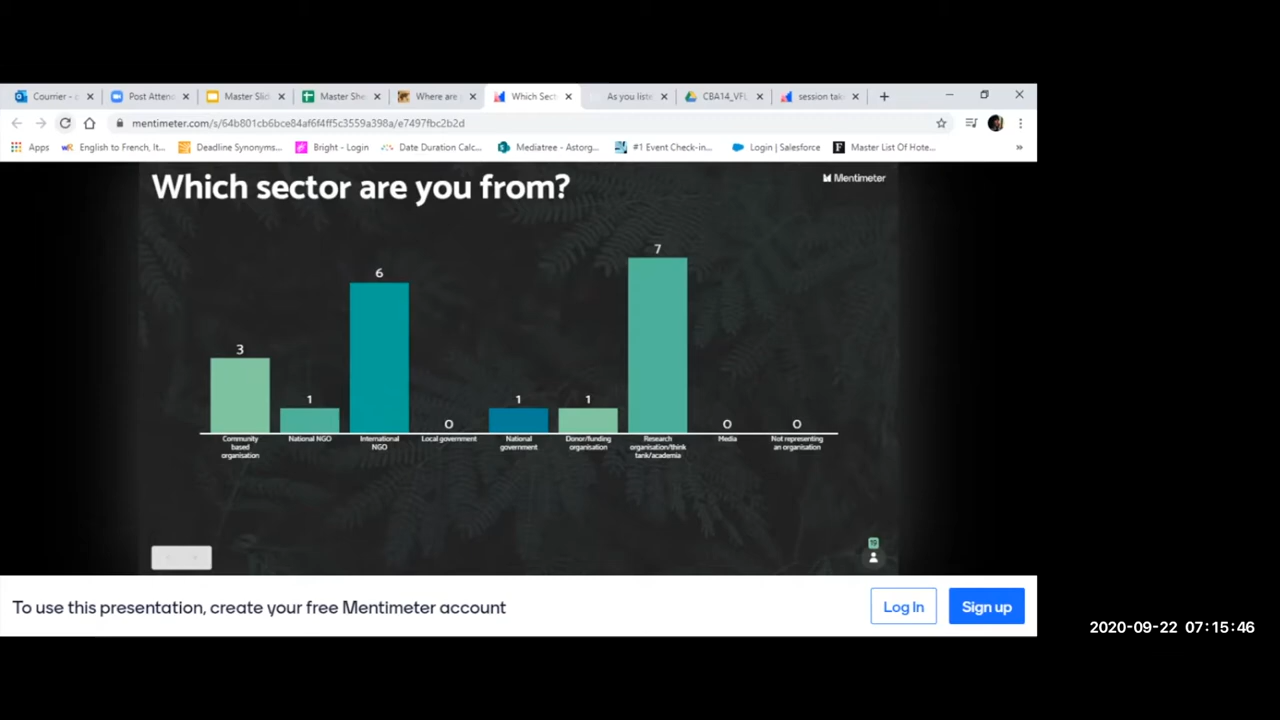 Courrier -
Post Atten
Master Slid
Master She
Where are
Which Sect
As you liste
CBA14_VFi
session tak
mentimeter.com/s/64b801cb6bce84af6f4ff5c3559a398a/e7497fbc2b2d
Apps
English to French, It...
Deadline Synonyms...
Bright - Login
Date Duration Calc...
Mediatree - Astorg...
#1 Event Check-in...
Login | Salesforce
Master List Of Hote...
»
Which sector are you from?
Mentimeter
3
1
6
0
1
1
7
0
0
Community
based
organisation
National NGO
International
NGO
Local government
National
government
Donor/funding
organisation
Research
organisation/think
tank/academia
Media
Not representing
an organisation
19
To use this presentation, create your free Mentimeter account
Log In
Sign up
2020-09-22 07:15:46